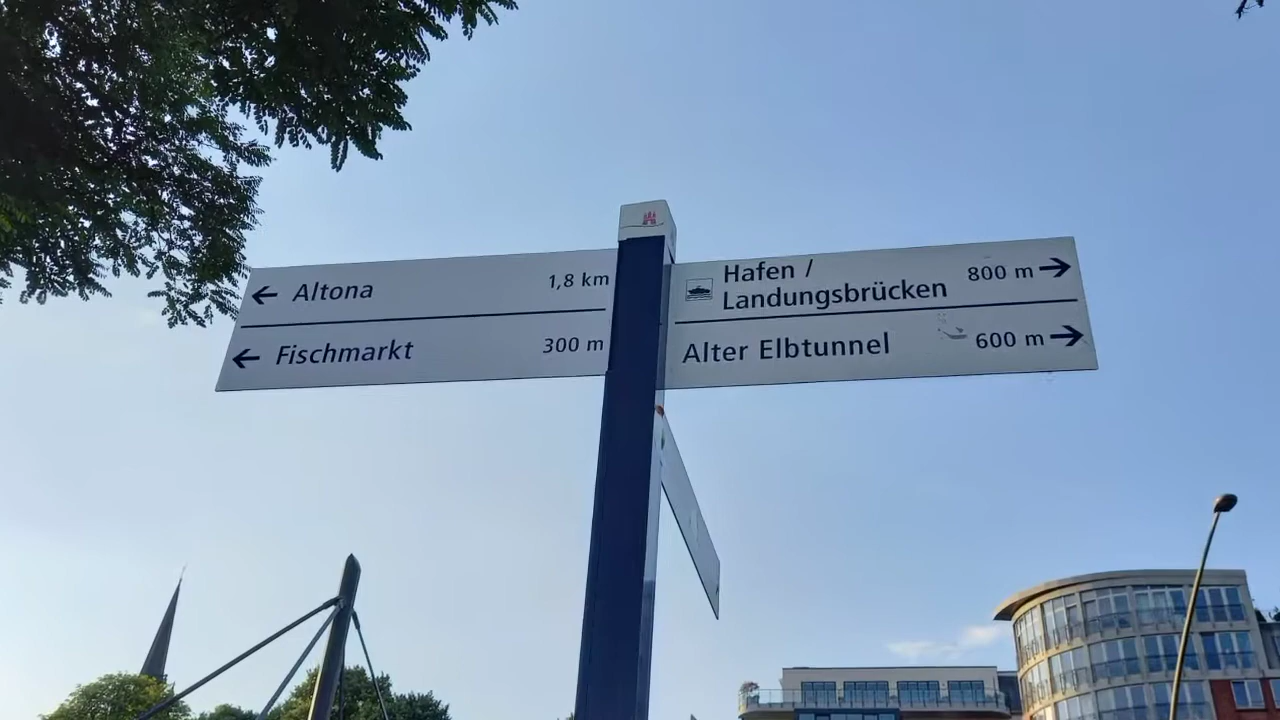 ← Altona 1,8 km
← Fischmarkt 300 m
Hafen /
Landungsbrücken 800 m →
Alter Elbtunnel 600 m →